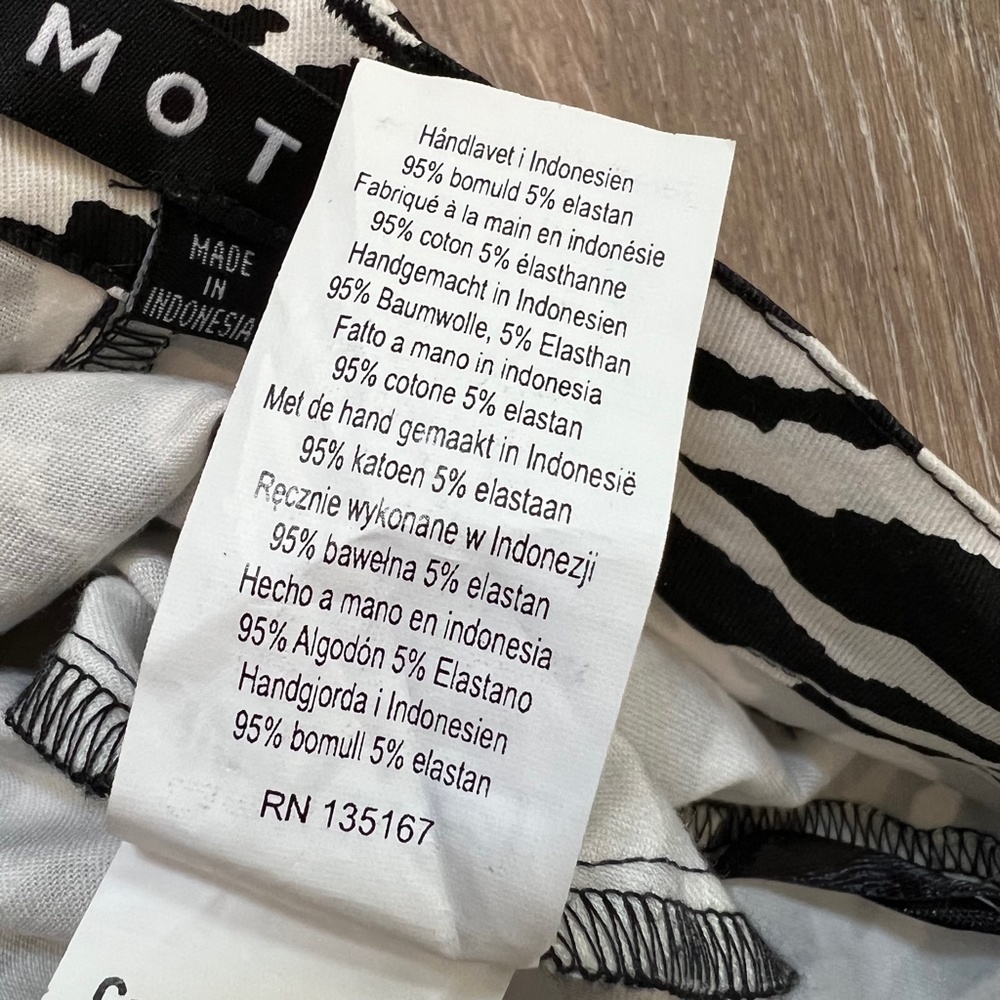 MOT
MADE
IN
INDONESIA
Håndlavet i Indonesien
95% bomuld 5% elastan
Fabriqué à la main en indonésie
95% coton 5% élasthanne
Handgemacht in Indonesien
95% Baumwolle, 5% Elasthan
Fatto a mano in indonesia
95% cotone 5% elastan
Met de hand gemaakt in Indonesië
95% katoen 5% elastaan
Ręcznie wykonane w Indonezji
95% bawełna 5% elastan
Hecho a mano en indonesia
95% Algodón 5% Elastano
Handgjorda i Indonesien
95% bomull 5% elastan
RN 135167